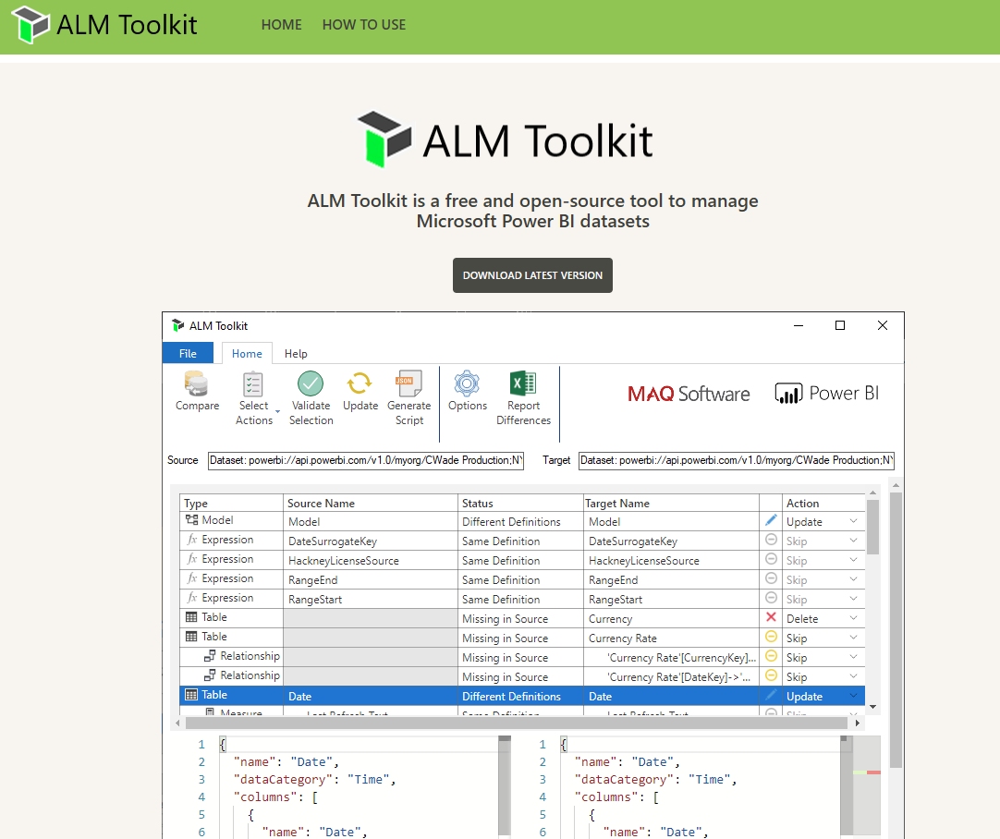 ALM Toolkit HOME HOW TO USE
ALM Toolkit
ALM Toolkit is a free and open-source tool to manage
Microsoft Power BI datasets
DOWNLOAD LATEST VERSION
ALM Toolkit
File Home Help
Compare Select Actions Validate Selection Update JSON Generate Script Options Report Differences MAQ Software Power BI
Source Dataset: powerbi://api.powerbi.com/v1.0/myorg/CWade Production;NY Target Dataset: powerbi://api.powerbi.com/v1.0/myorg/CWade Production;NY
Type Source Name Status Target Name Action
Model Model Different Definitions Model Update
fx Expression DateSurrogateKey Same Definition DateSurrogateKey Skip
fx Expression HackneyLicenseSource Same Definition HackneyLicenseSource Skip
fx Expression RangeEnd Same Definition RangeEnd Skip
fx Expression RangeStart Same Definition RangeStart Skip
Table Missing in Source Currency Delete
Table Missing in Source Currency Rate Skip
Relationship Missing in Source 'Currency Rate'[CurrencyKey]... Skip
Relationship Missing in Source 'Currency Rate'[DateKey]->'... Skip
Table Date Different Definitions Date Update
Measure Last Refresh Text Same Definition Last Refresh Text Skip
1 { 1 {
2 "name": "Date", 2 "name": "Date",
3 "dataCategory": "Time", 3 "dataCategory": "Time",
4 "columns": [ 4 "columns": [
5 { 5 {
6 "name": "Date", 6 "name": "Date",